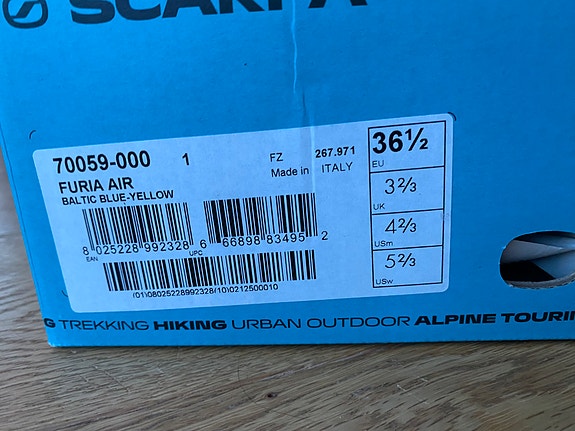 SCARPA
70059-000 1 FZ 267.971
FURIA AIR Made in ITALY
BALTIC BLUE-YELLOW
36½
EU
3⅔
UK
4⅔
USm
5⅔
USw
8 025228 992328
EAN
6 66898 83495 2
UPC
(01)08025228992328(10)0212500010
G TREKKING HIKING URBAN OUTDOOR ALPINE TOURIN